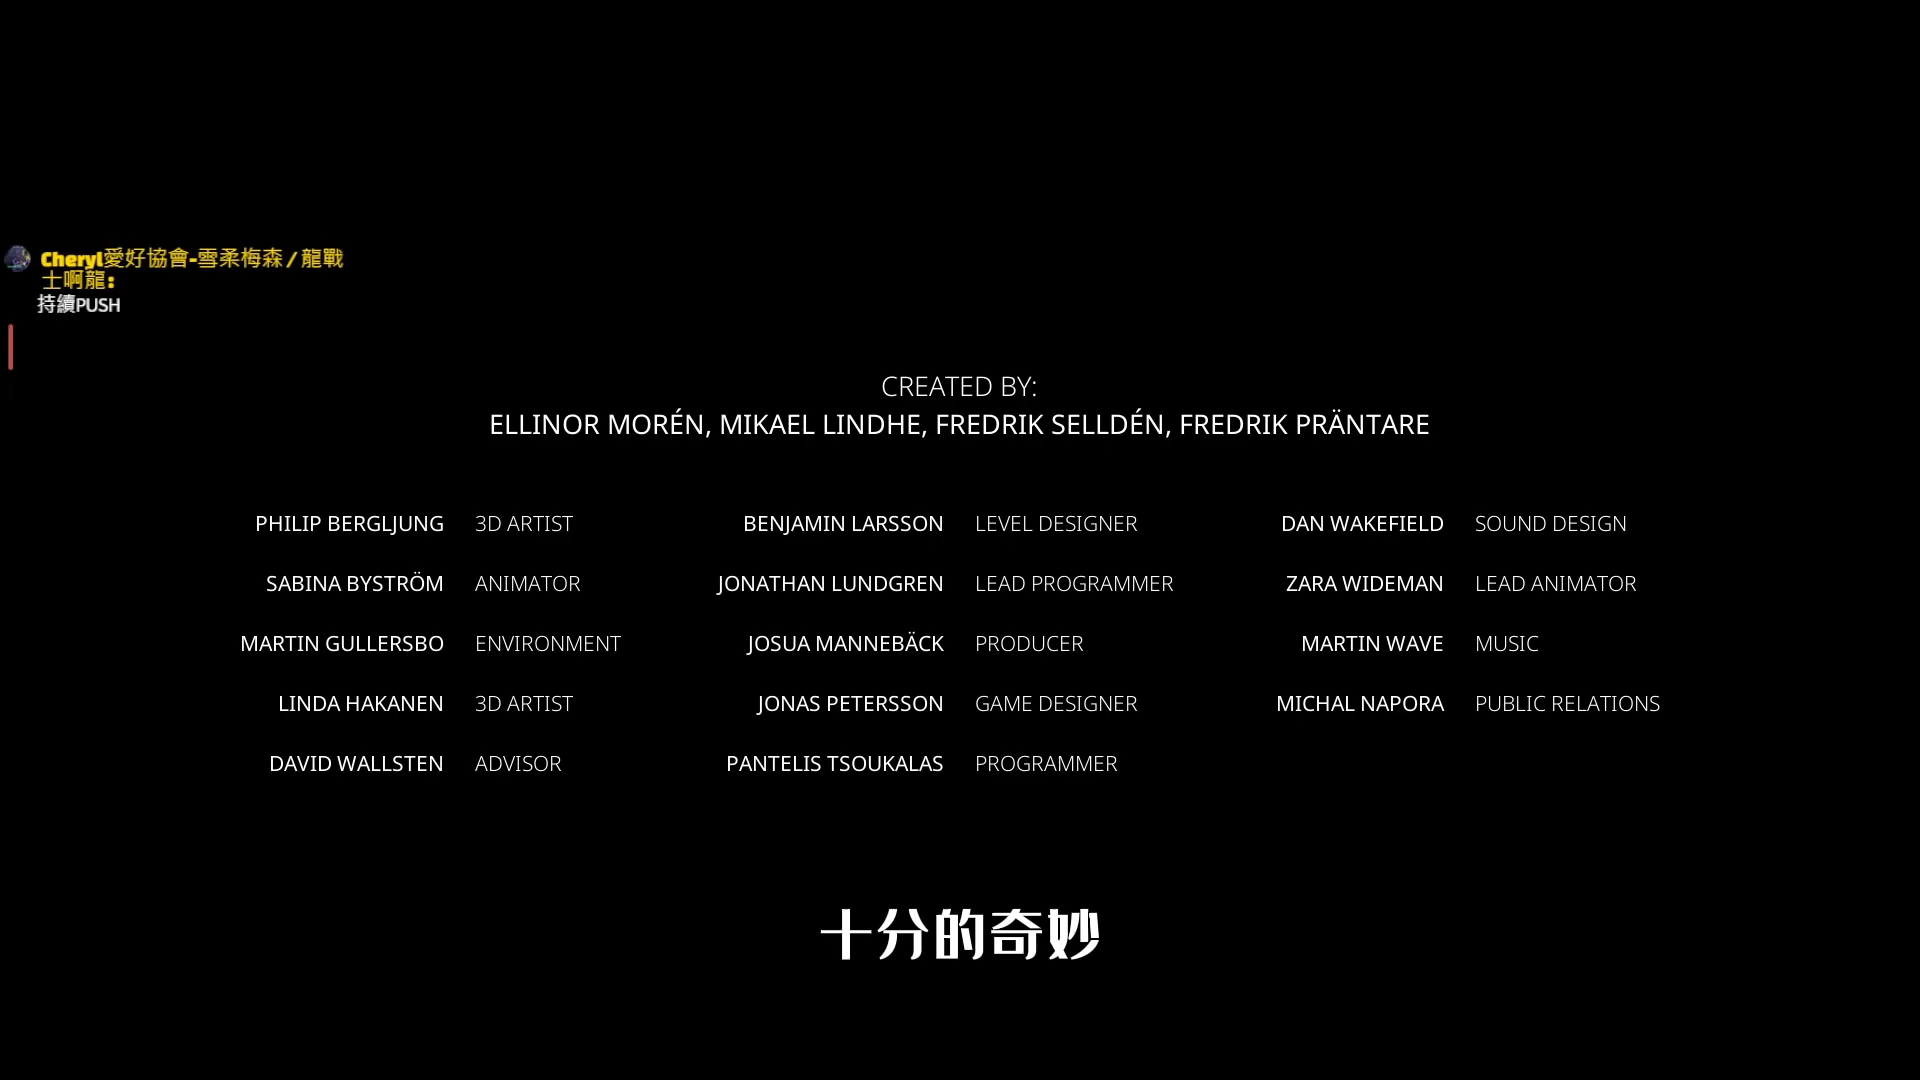 Cheryl愛好協會-雪柔梅森/龍戰
士啊龍:
持續PUSH
CREATED BY:
ELLINOR MORÉN, MIKAEL LINDHE, FREDRIK SELLDÉN, FREDRIK PRÄNTARE
PHILIP BERGLJUNG 3D ARTIST
SABINA BYSTRÖM ANIMATOR
MARTIN GULLERSBO ENVIRONMENT
LINDA HAKANEN 3D ARTIST
DAVID WALLSTEN ADVISOR
BENJAMIN LARSSON LEVEL DESIGNER
JONATHAN LUNDGREN LEAD PROGRAMMER
JOSUA MANNEBÄCK PRODUCER
JONAS PETERSSON GAME DESIGNER
PANTELIS TSOUKALAS PROGRAMMER
DAN WAKEFIELD SOUND DESIGN
ZARA WIDEMAN LEAD ANIMATOR
MARTIN WAVE MUSIC
MICHAL NAPORA PUBLIC RELATIONS
十分的奇妙